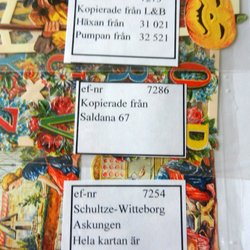 Kopierade från L&B
Häxan från 31 021
Pumpan från 32 521
ef-nr 7286
Kopierade från
Saldana 67
ef-nr 7254
Schultze-Witteborg
Askungen
Hela kartan är